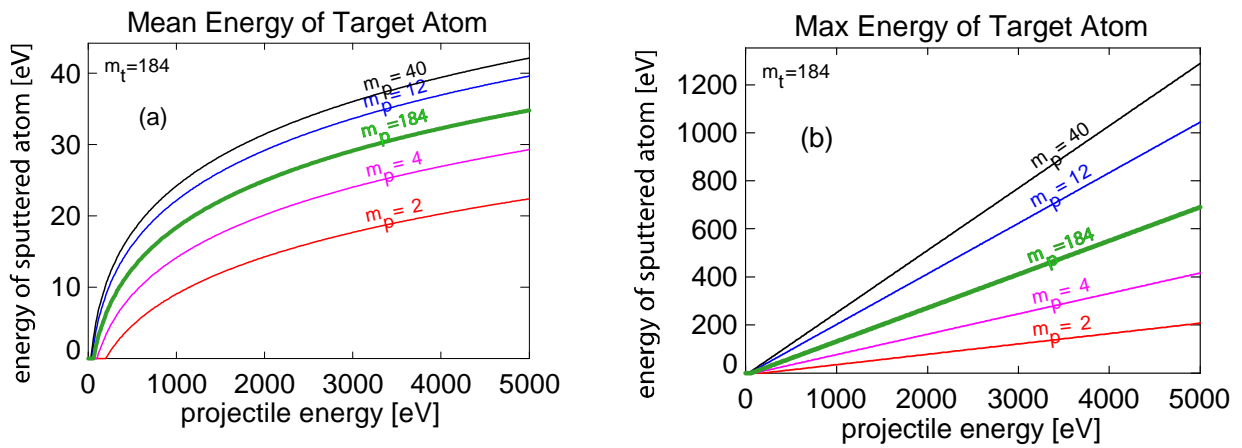 Mean Energy of Target Atom
energy of sputtered atom [eV]
40
30
20
10
0
m_t=184
(a)
m_p= 40
m_p= 12
m_p=184
m_p= 4
m_p= 2
0 1000 2000 3000 4000 5000
projectile energy [eV]
Max Energy of Target Atom
energy of sputtered atom [eV]
1200
1000
800
600
400
200
0
m_t=184
(b)
m_p= 40
m_p= 12
m_p=184
m_p= 4
m_p= 2
0 1000 2000 3000 4000 5000
projectile energy [eV]